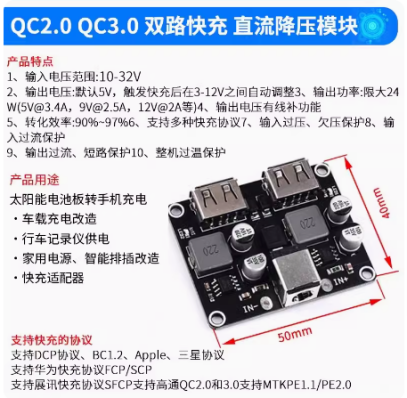 QC2.0 QC3.0 双路快充 直流降压模块
产品特点
1、输入电压范围:10-32V
2、输出电压:默认5V，触发快充后在3-12V之间自动调整3、输出功率:限大24
W(5V@3.4A，9V@2.5A，12V@2A等)4、输出电压有线补功能
5、转化效率:90%~97%6、支持多种快充协议7、输入过压、欠压保护8、输
入过流保护
9、输出过流、短路保护10、整机过温保护
产品用途
太阳能电池板转手机充电
·车载充电改造
·行车记录仪供电
·家用电源、智能排插改造
·快充适配器
220
220
IN-
IN+
40mm
50mm
支持快充的协议
支持DCP协议、BC1.2、Apple、三星协议
支持华为快充协议FCP/SCP
支持展讯快充协议SFCP支持高通QC2.0和3.0支持MTKPE1.1/PE2.0